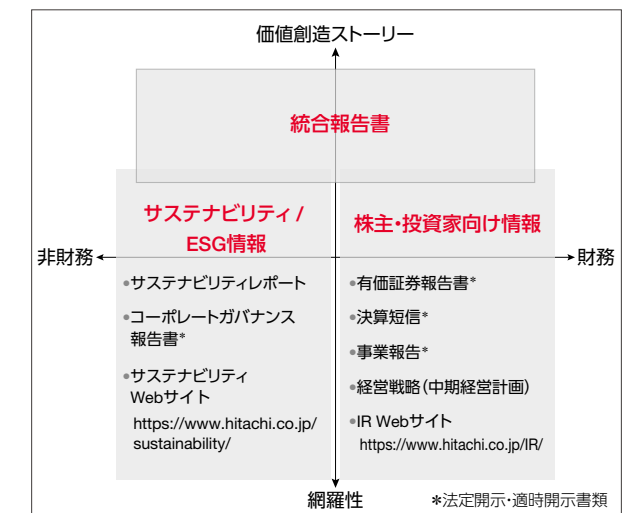 価値創造ストーリー
統合報告書
サステナビリティ /
ESG情報
株主・投資家向け情報
非財務
財務
•サステナビリティレポート
•コーポレートガバナンス
報告書*
•サステナビリティ
Webサイト
https://www.hitachi.co.jp/
sustainability/
•有価証券報告書*
•決算短信*
•事業報告*
•経営戦略(中期経営計画)
•IR Webサイト
https://www.hitachi.co.jp/IR/
網羅性
*法定開示・適時開示書類